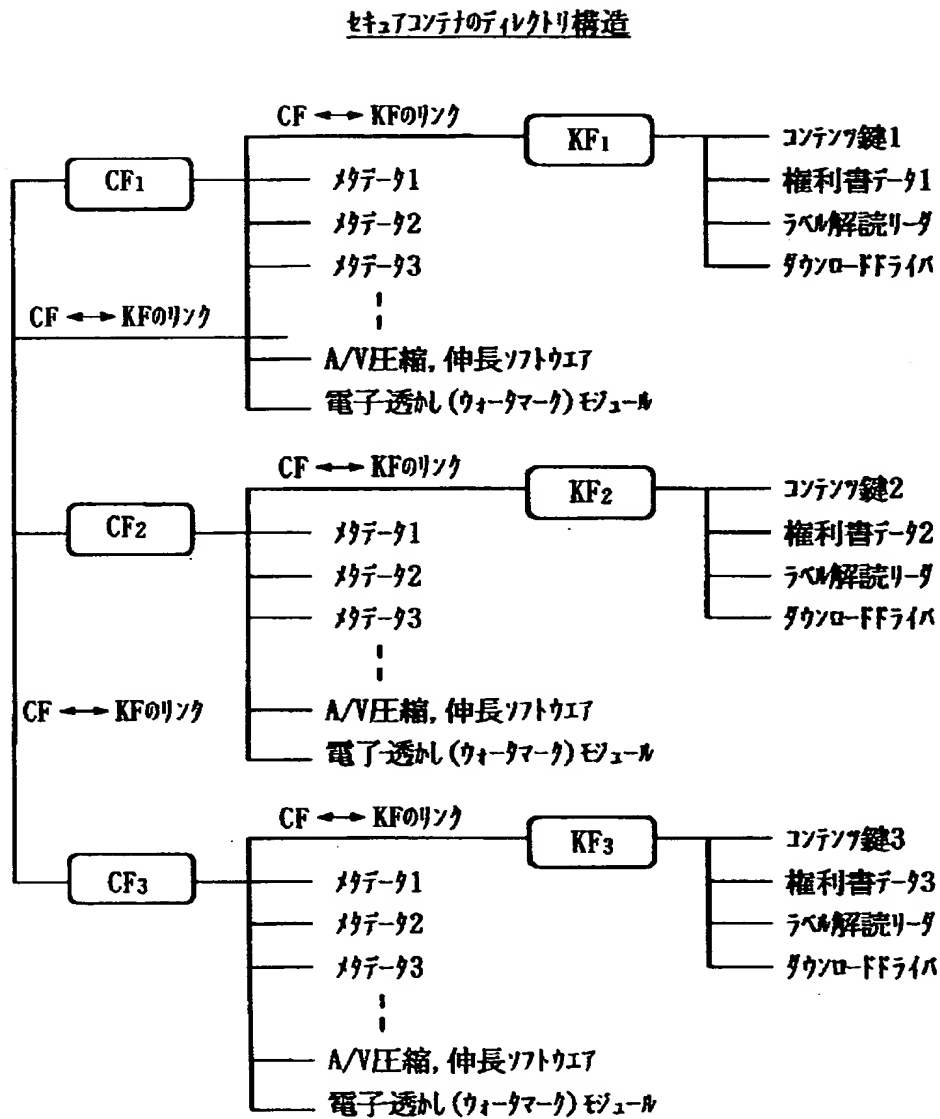 セキュアコンテナのディレクトリ構造
CF ↔ KFのリンク
KF1
コンテンツ鍵1
CF1
メタデータ1
権利書データ1
メタデータ2
ラベル解読リーダ
メタデータ3
ダウンロードドライバ
CF ↔ KFのリンク
A/V圧縮, 伸長ソフトウエア
電子透かし(ウォータマーク)モジュール
CF ↔ KFのリンク
KF2
コンテンツ鍵2
CF2
メタデータ1
権利書データ2
メタデータ2
ラベル解読リーダ
メタデータ3
ダウンロードドライバ
CF ↔ KFのリンク
A/V圧縮, 伸長ソフトウエア
電子透かし(ウォータマーク)モジュール
CF ↔ KFのリンク
KF3
コンテンツ鍵3
CF3
メタデータ1
権利書データ3
メタデータ2
ラベル解読リーダ
メタデータ3
ダウンロードドライバ
A/V圧縮, 伸長ソフトウエア
電子透かし(ウォータマーク)モジュール